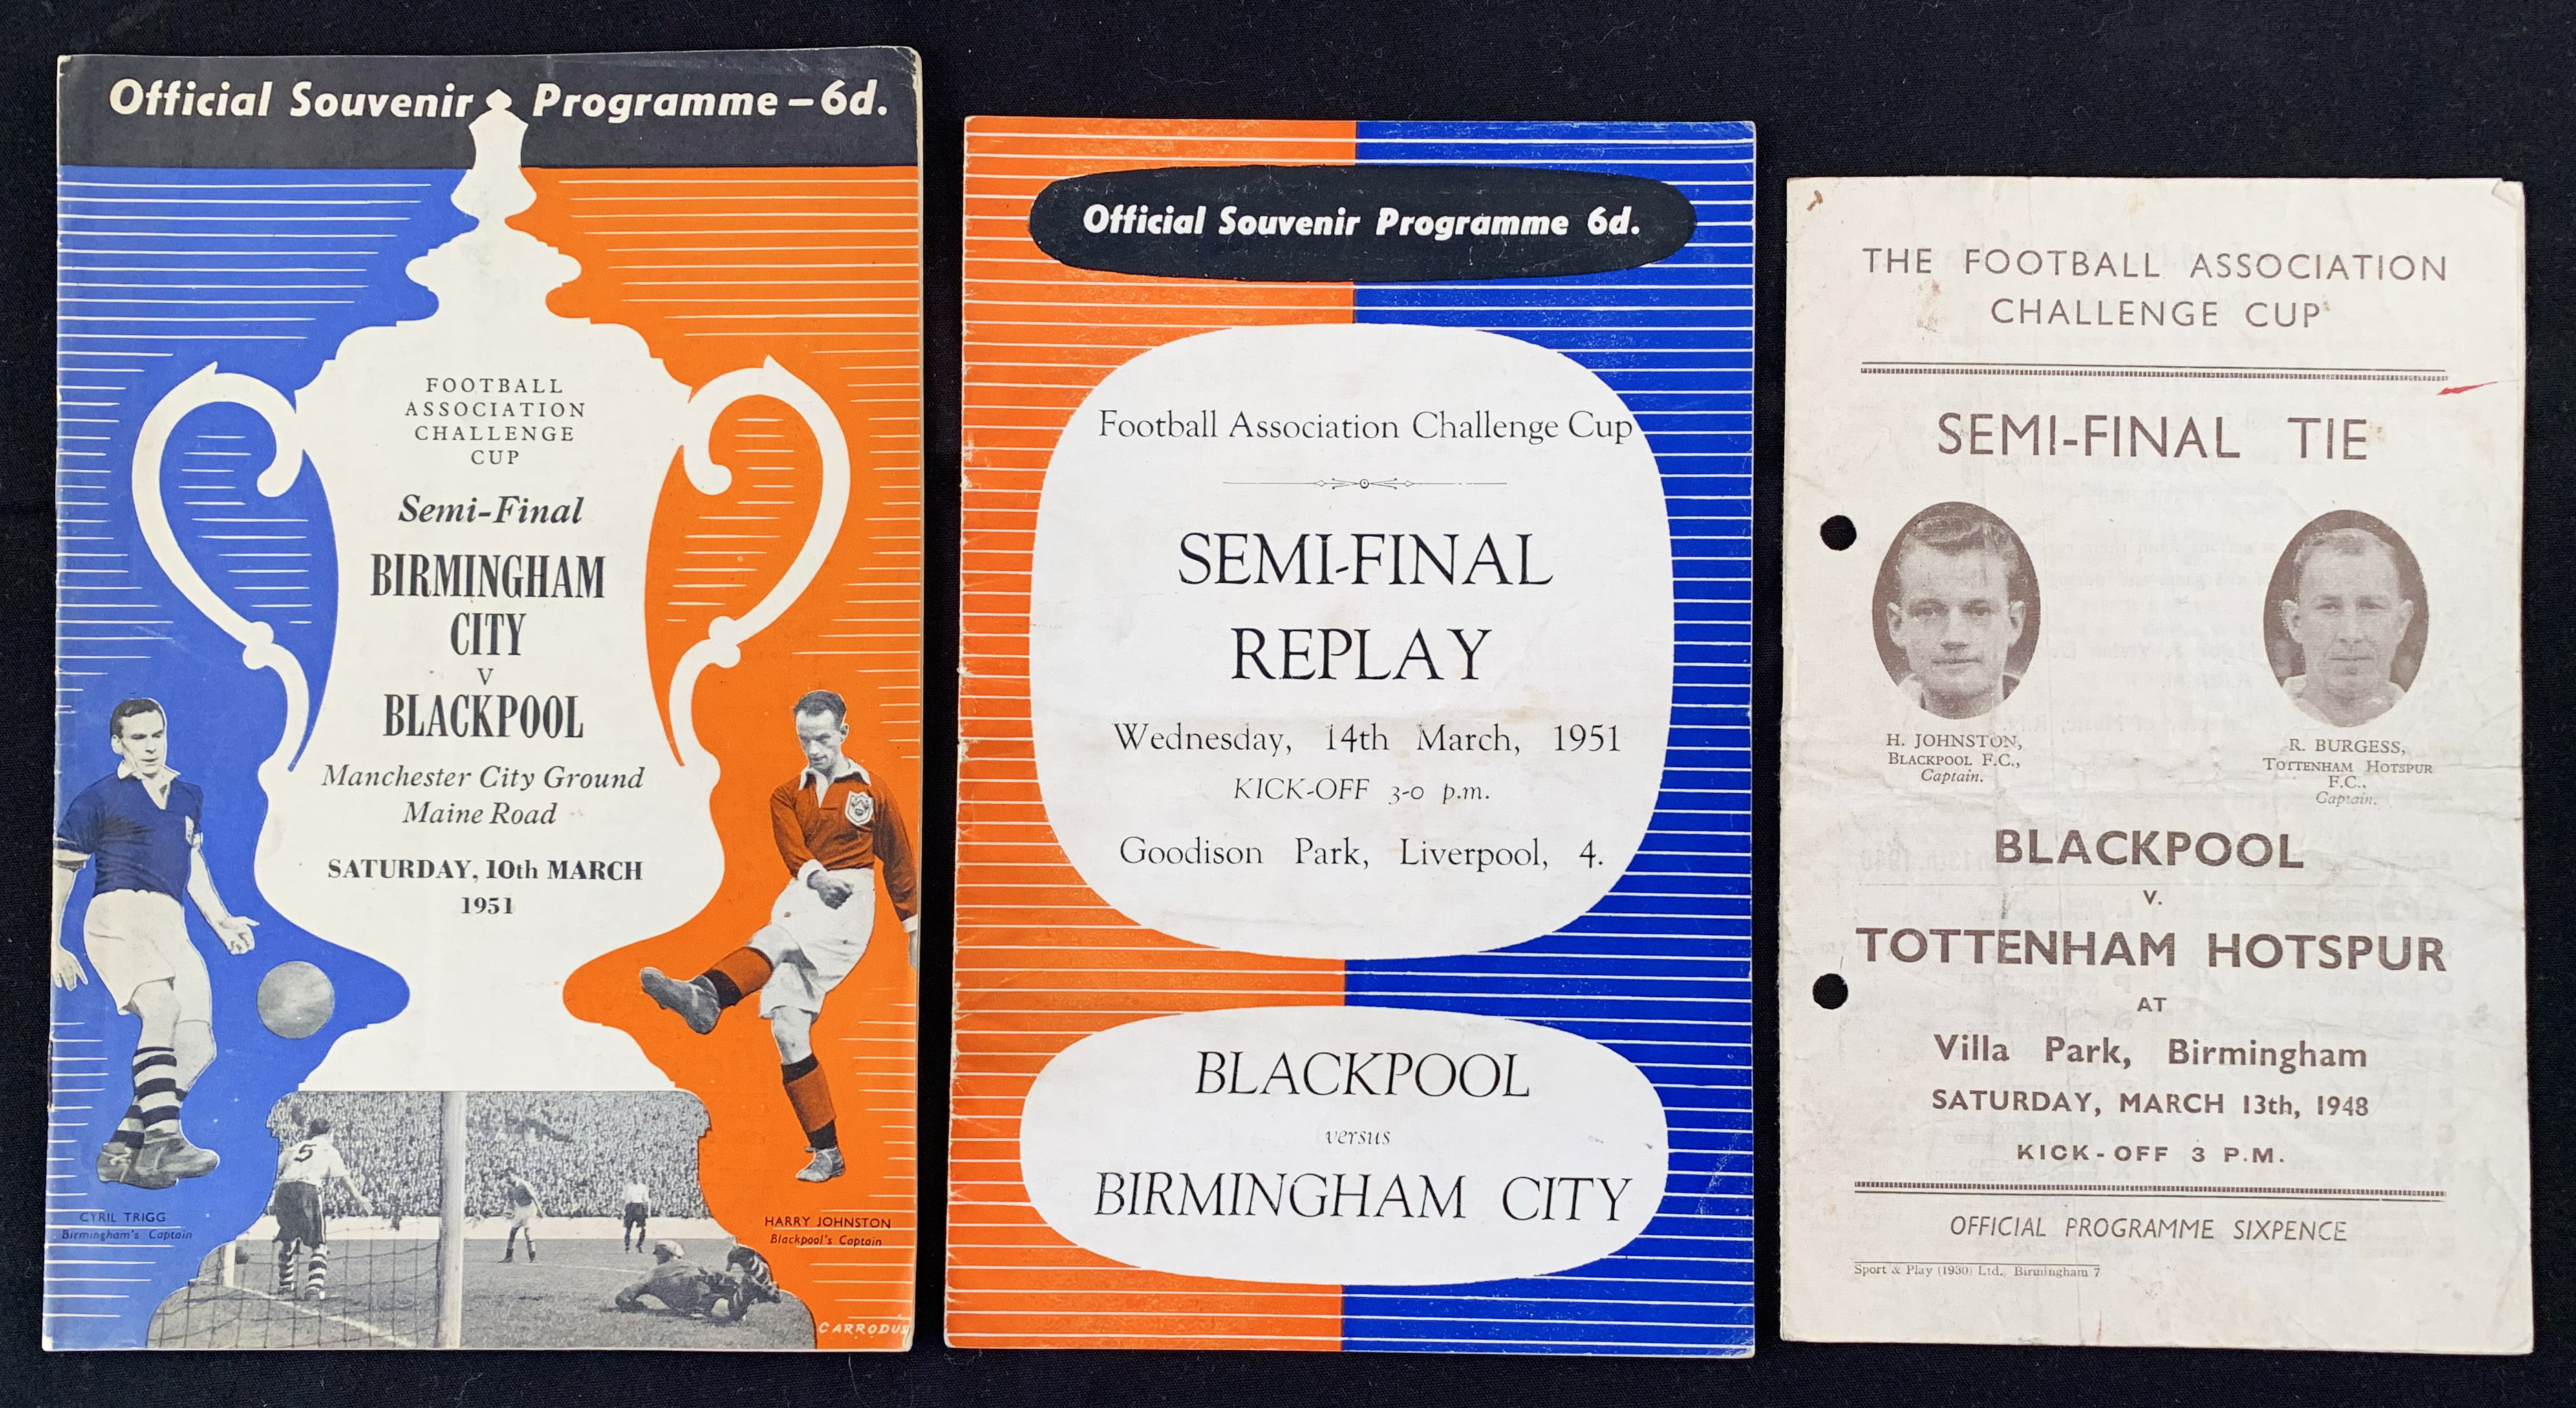 Official Souvenir Programme – 6d.
FOOTBALL
ASSOCIATION
CHALLENGE
CUP
Semi-Final
BIRMINGHAM
CITY
V
BLACKPOOL
Manchester City Ground
Maine Road
SATURDAY, 10th MARCH
1951
5
CYRIL TRIGG
Birmingham's Captain
HARRY JOHNSTON
Blackpool's Captain
CARRODUS
Official Souvenir Programme 6d.
Football Association Challenge Cup
SEMI-FINAL
REPLAY
Wednesday, 14th March, 1951
KICK-OFF 3-0 p.m.
Goodison Park, Liverpool, 4.
BLACKPOOL
versus
BIRMINGHAM CITY
THE FOOTBALL ASSOCIATION
CHALLENGE CUP
SEMI-FINAL TIE
H. JOHNSTON,
BLACKPOOL F.C.,
Captain.
R. BURGESS,
TOTTENHAM HOTSPUR
F.C.,
Captain.
BLACKPOOL
V.
TOTTENHAM HOTSPUR
AT
Villa Park, Birmingham
SATURDAY, MARCH 13th, 1948
KICK-OFF 3 P.M.
OFFICIAL PROGRAMME SIXPENCE
Sport & Play (1930) Ltd., Birmingham 7